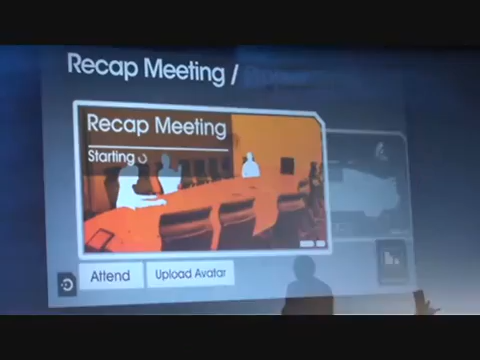 Recap Meeting /
Recap Meeting
Starting
Attend
Upload Avatar